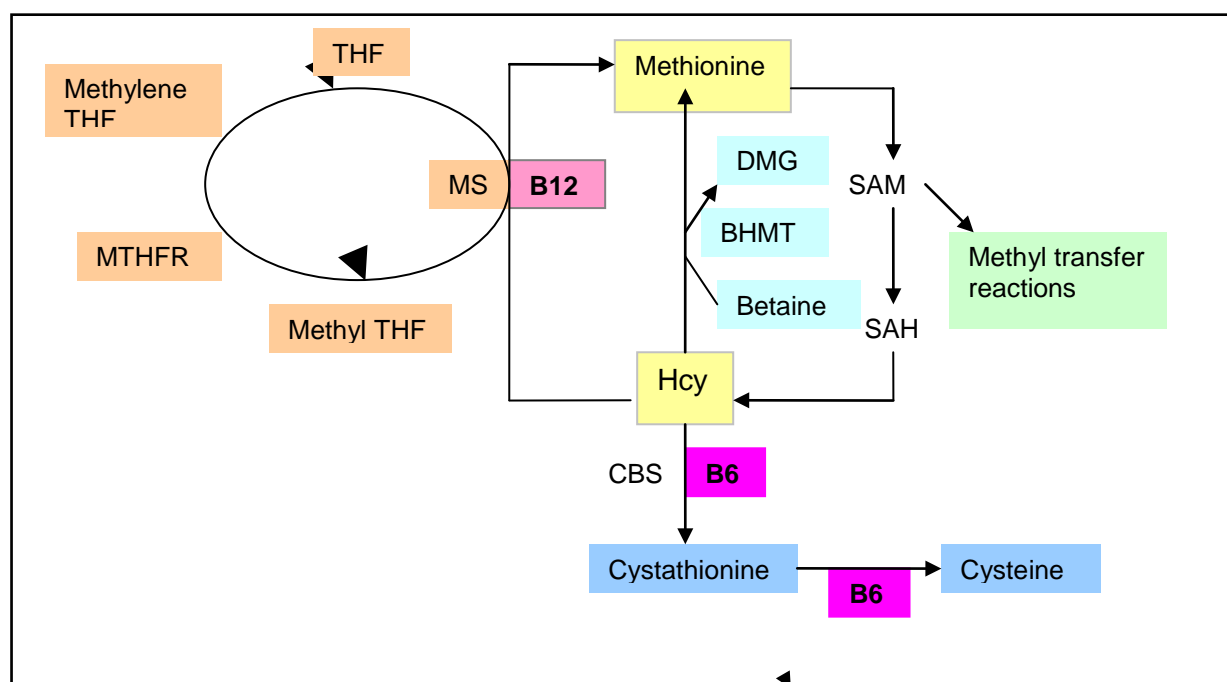 THF
Methylene
THF
Methionine
DMG
MS
B12
SAM
BHMT
MTHFR
Methyl transfer
reactions
Betaine
Methyl THF
SAH
Hcy
CBS
B6
Cystathionine
Cysteine
B6